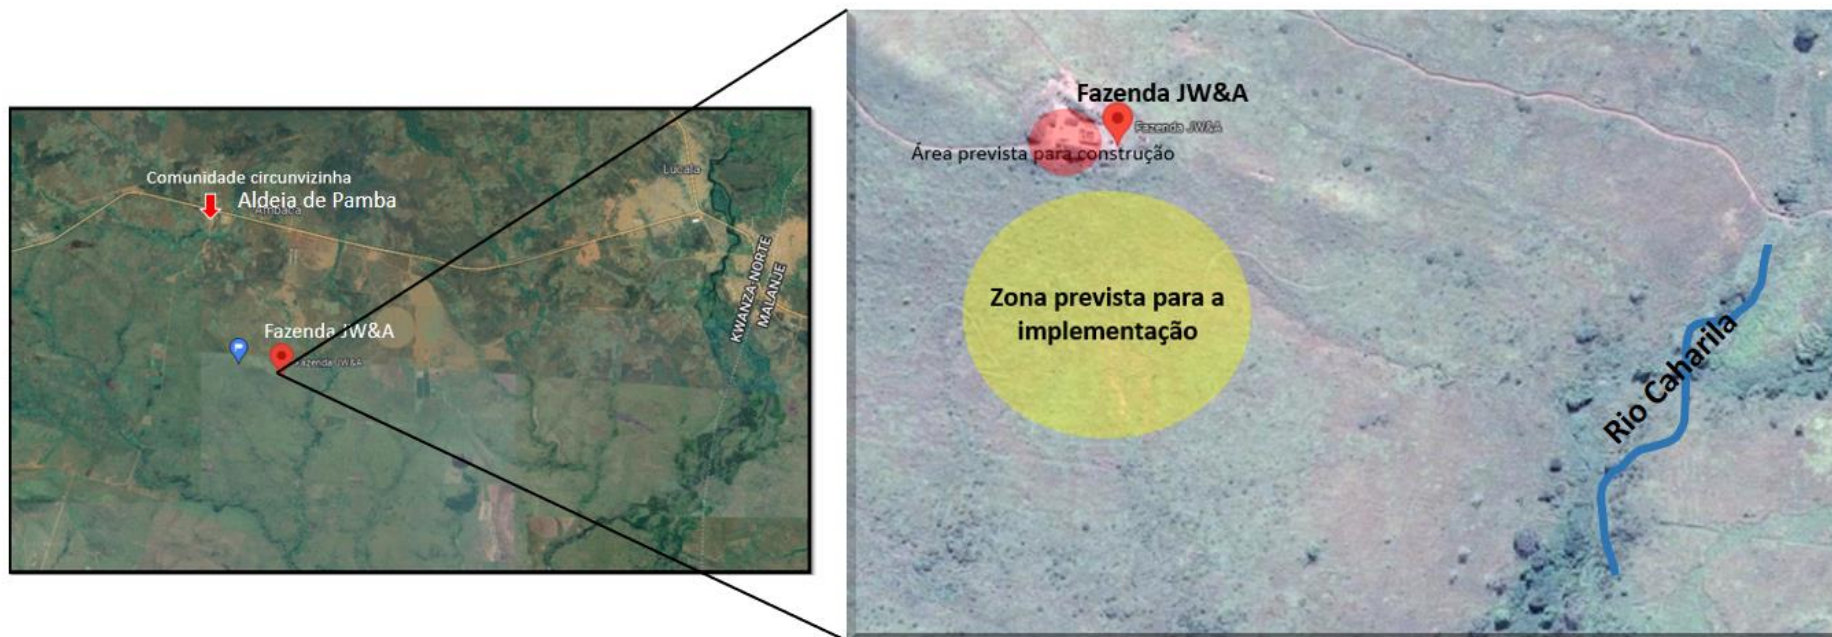 Comunidade circunvizinha
Aldeia de Pamba
Ambaca
Lucala
KWANZA-NORTE
MALANJE
Fazenda JW&A
Fazenda JW&A
Fazenda JW&A
Fazenda JW&A
Área prevista para construção
Zona prevista para a
implementação
Rio Caharila